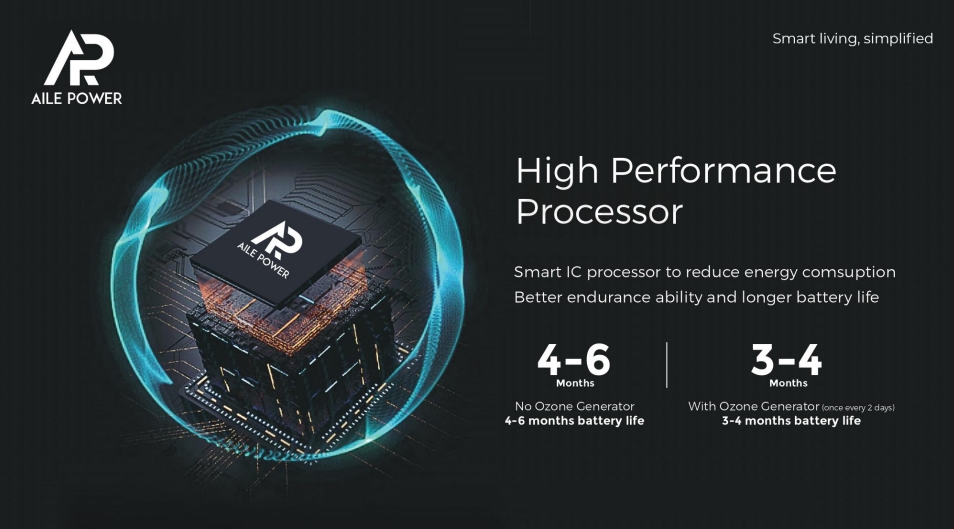 AILE POWER
Smart living, simplified
AILE POWER
High Performance
Processor
Smart IC processor to reduce energy comsuption
Better endurance ability and longer battery life
4-6
Months
No Ozone Generator
4-6 months battery life
3-4
Months
With Ozone Generator (once every 2 days)
3-4 months battery life